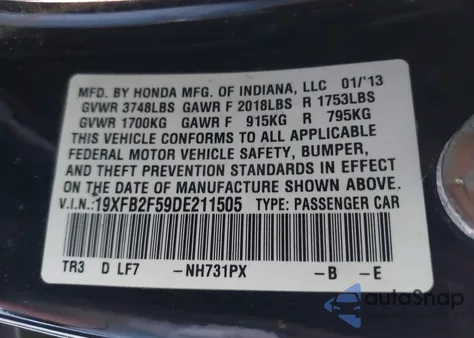 MFD. BY HONDA MFG. OF INDIANA, LLC 01/'13
GVWR 3748LBS GAWR F 2018LBS R 1753LBS
GVWR 1700KG GAWR F 915KG R 795KG
THIS VEHICLE CONFORMS TO ALL APPLICABLE
FEDERAL MOTOR VEHICLE SAFETY, BUMPER,
AND THEFT PREVENTION STANDARDS IN EFFECT
ON THE DATE OF MANUFACTURE SHOWN ABOVE.
V.I.N.: 19XFB2F59DE211505 TYPE: PASSENGER CAR
TR3 D LF7 -NH731PX -B -E
autoSnap